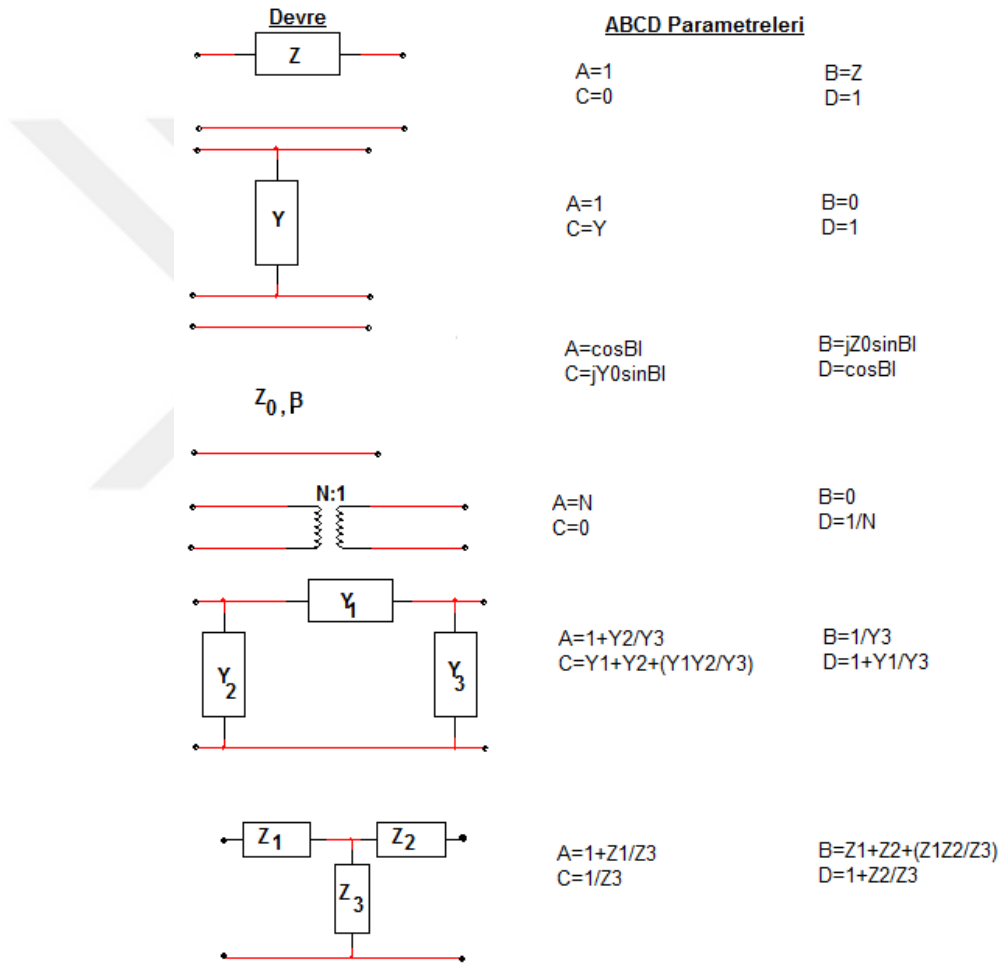 Devre
ABCD Parametreleri
Z
A=1
B=Z
C=0
D=1
Y
A=1
B=0
C=Y
D=1
Z0 , β
A=cosBl
B=jZ0sinBl
C=jY0sinBl
D=cosBl
N:1
A=N
B=0
C=0
D=1/N
Y1
Y2
Y3
A=1+Y2/Y3
B=1/Y3
C=Y1+Y2+(Y1Y2/Y3)
D=1+Y1/Y3
Z1
Z2
Z3
A=1+Z1/Z3
B=Z1+Z2+(Z1Z2/Z3)
C=1/Z3
D=1+Z2/Z3